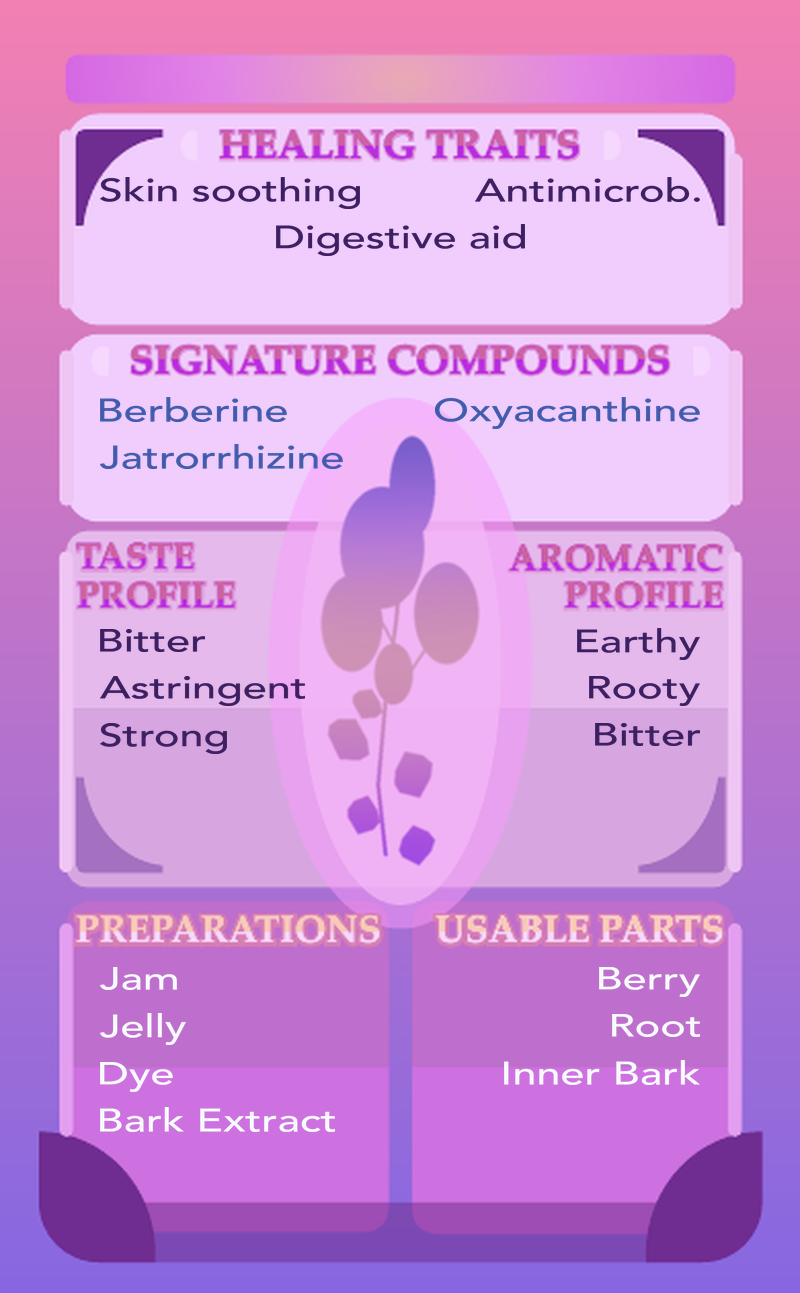 HEALING TRAITS
Skin soothing Antimicrob.
Digestive aid
SIGNATURE COMPOUNDS
Berberine Oxyacanthine
Jatrorrhizine
TASTE
PROFILE
Bitter
Astringent
Strong
AROMATIC
PROFILE
Earthy
Rooty
Bitter
PREPARATIONS
Jam
Jelly
Dye
Bark Extract
USABLE PARTS
Berry
Root
Inner Bark